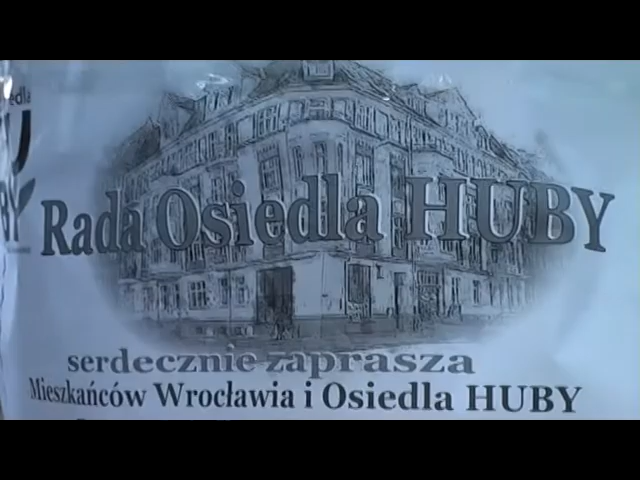 Rada Osiedla HUBY
serdecznie zaprasza
Mieszkańców Wrocławia i Osiedla HUBY